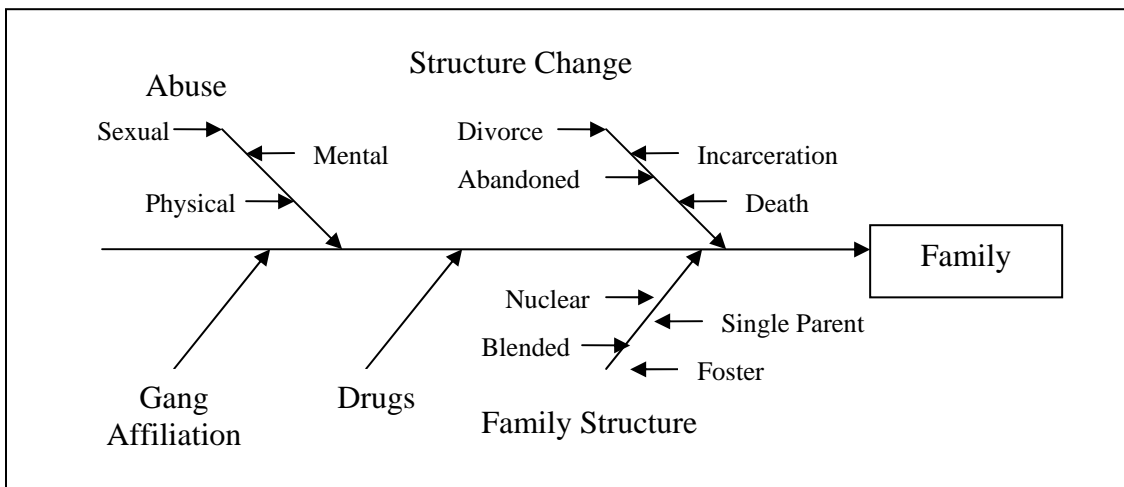 Structure Change
Abuse
Sexual
Divorce
Mental
Incarceration
Abandoned
Physical
Death
Family
Nuclear
Single Parent
Blended
Foster
Gang
Affiliation
Drugs
Family Structure